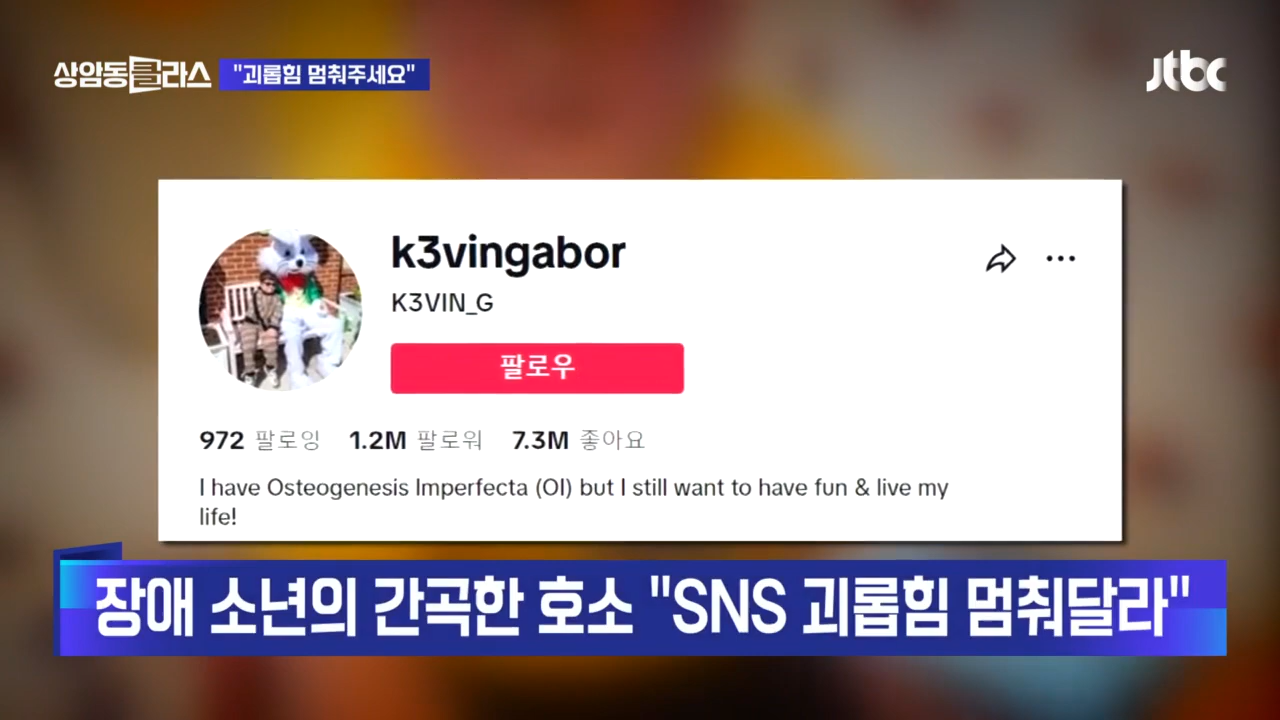 상암동클라스
"괴롭힘 멈춰주세요"
jtbc
k3vingabor
K3VIN_G
팔로우
972 팔로잉 1.2M 팔로워 7.3M 좋아요
I have Osteogenesis Imperfecta (OI) but I still want to have fun & live my
life!
장애 소년의 간곡한 호소 "SNS 괴롭힘 멈춰달라"